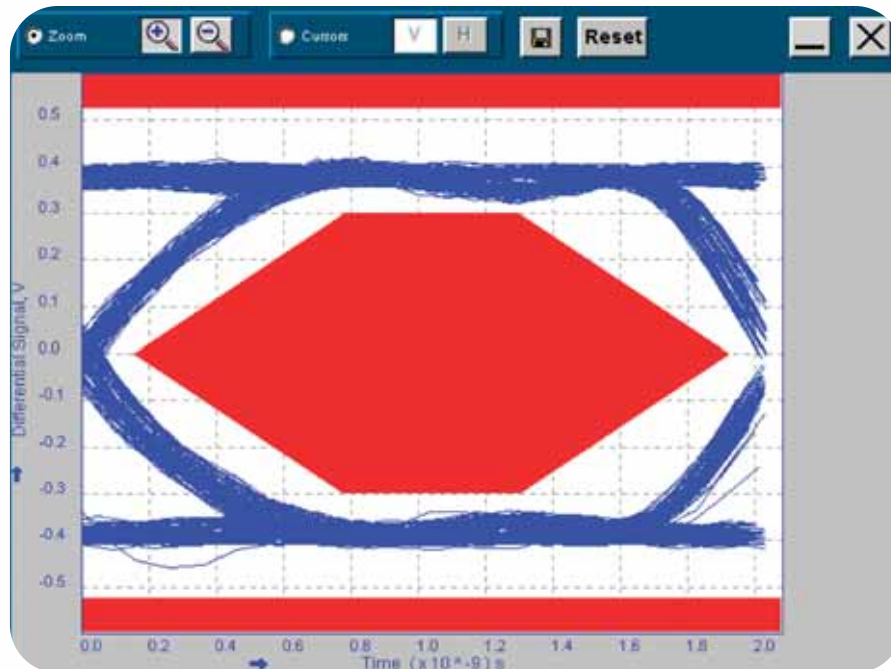 Zoom Cursors V H Reset
0.5
0.4
0.3
0.2
0.1
0.0
-0.1
-0.2
-0.3
-0.4
-0.5
Differential Signal, V
0.0 0.2 0.4 0.6 0.8 1.0 1.2 1.4 1.6 1.8 2.0
Time (x10^-9) s